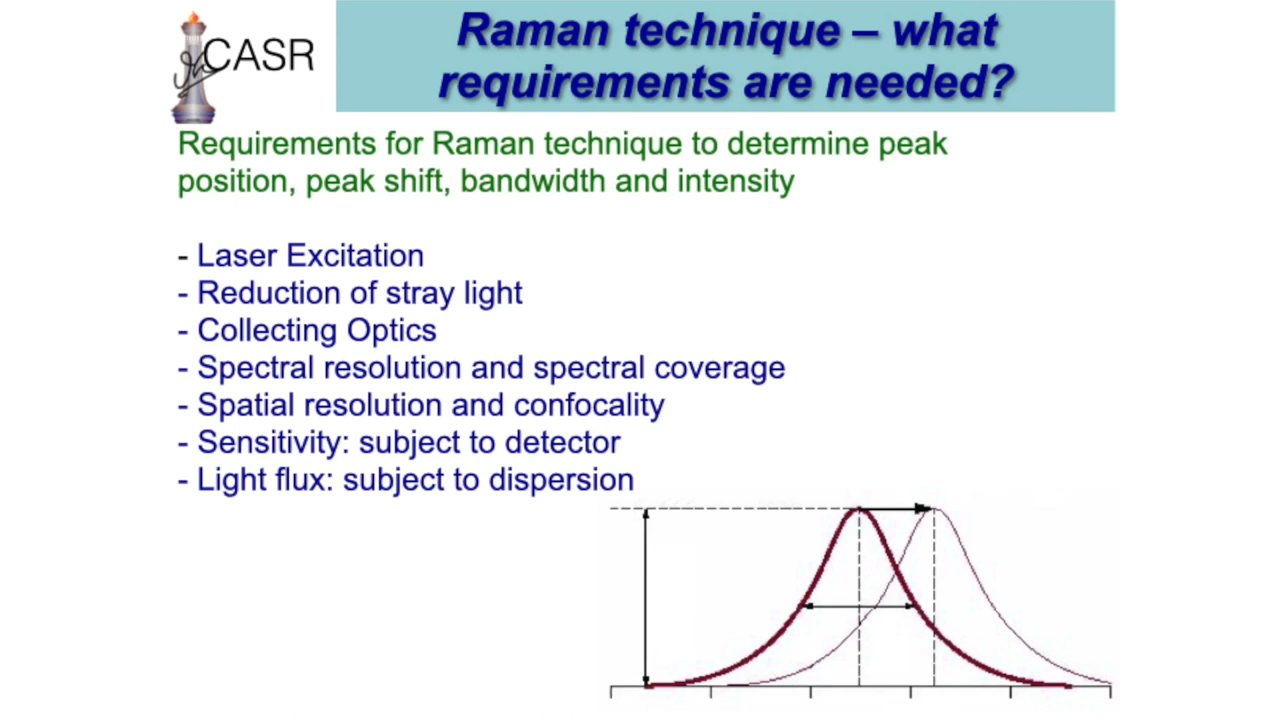 CASR
Raman technique – what
requirements are needed?
Requirements for Raman technique to determine peak
position, peak shift, bandwidth and intensity
- Laser Excitation
- Reduction of stray light
- Collecting Optics
- Spectral resolution and spectral coverage
- Spatial resolution and confocality
- Sensitivity: subject to detector
- Light flux: subject to dispersion